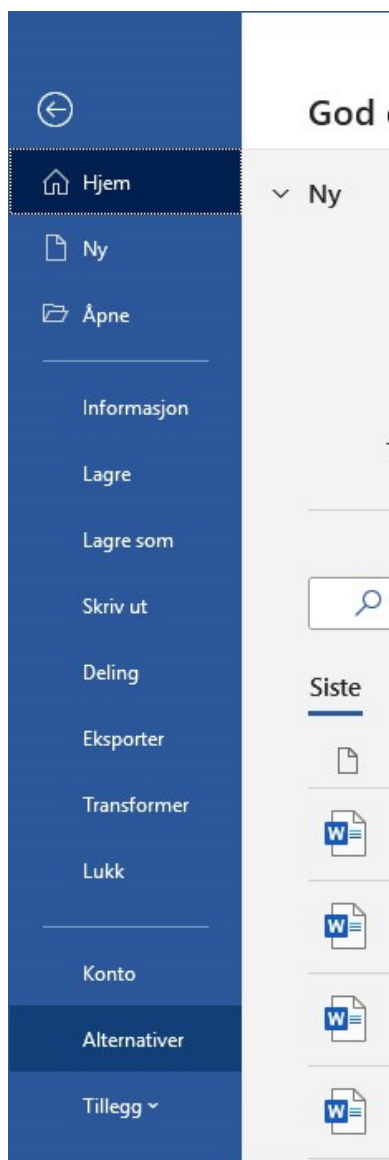 God
Hjem
Ny
Ny
Åpne
Informasjon
Lagre
Lagre som
Skriv ut
Deling
Siste
Eksporter
Transformer
Lukk
Konto
Alternativer
Tillegg
W
W
W
W